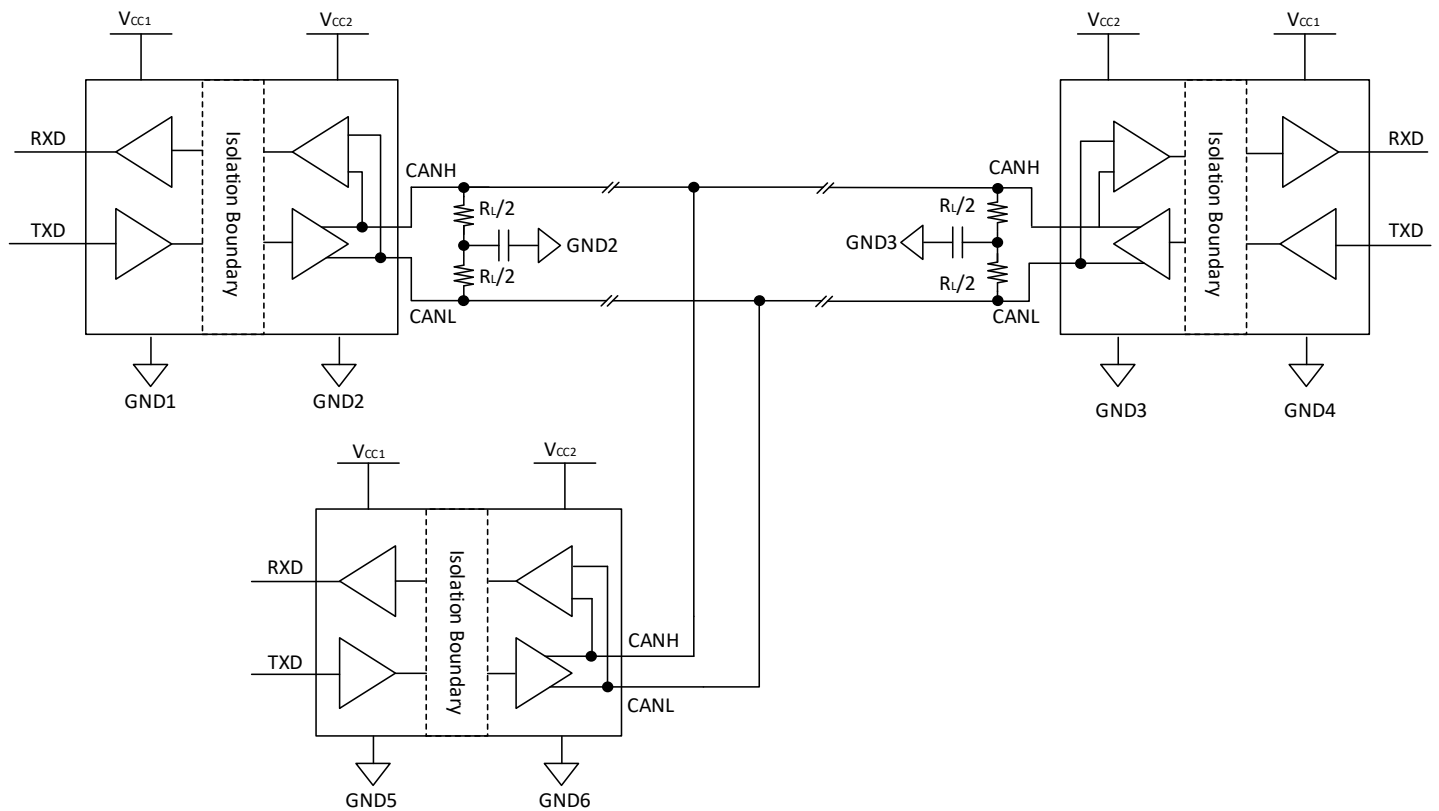 VCC1
VCC2
VCC2
VCC1
RXD
TXD
Isolation Boundary
CANH
RL/2
GND2
RL/2
CANL
CANH
RL/2
GND3
RL/2
CANL
Isolation Boundary
RXD
TXD
GND1
GND2
GND3
GND4
VCC1
VCC2
RXD
TXD
Isolation Boundary
CANH
CANL
GND5
GND6